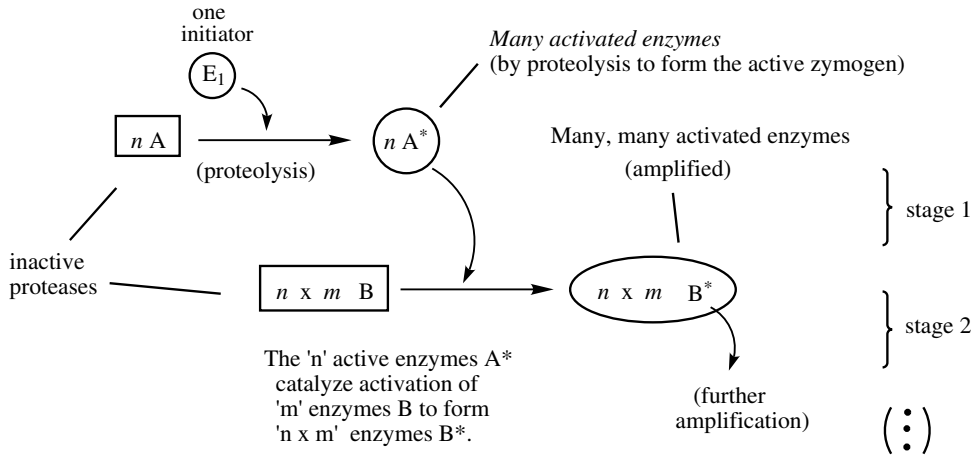 one
initiator
E1
Many activated enzymes
(by proteolysis to form the active zymogen)
n A
(proteolysis)
n A*
Many, many activated enzymes
(amplified)
stage 1
inactive
proteases
n x m B
n x m B*
stage 2
The 'n' active enzymes A*
catalyze activation of
'm' enzymes B to form
'n x m' enzymes B*.
(further
amplification)